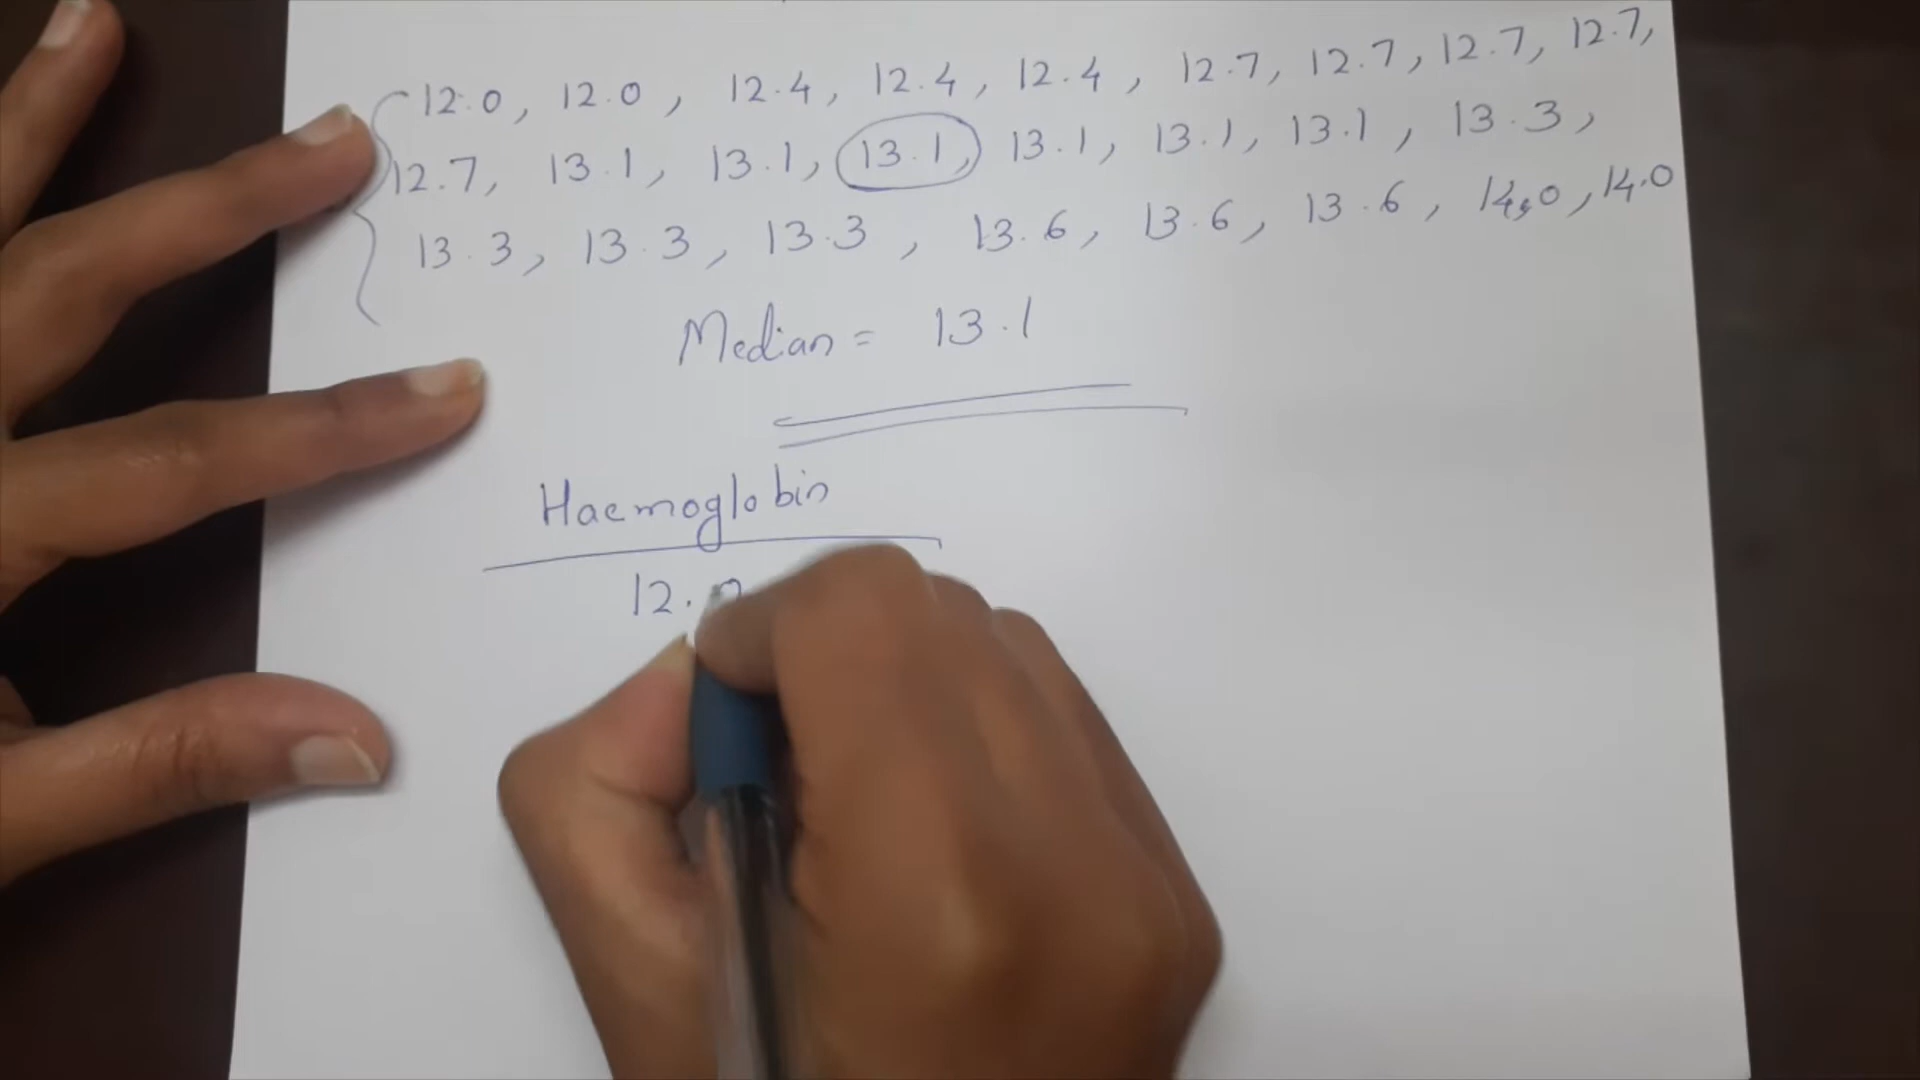 12.0, 12.0, 12.4, 12.4, 12.4, 12.7, 12.7, 12.7, 12.7,
12.7, 13.1, 13.1, 13.1, 13.1, 13.1, 13.1, 13.3,
13.3, 13.3, 13.3, 13.6, 13.6, 13.6, 14.0, 14.0
Median = 13.1
Haemoglobin
12.0